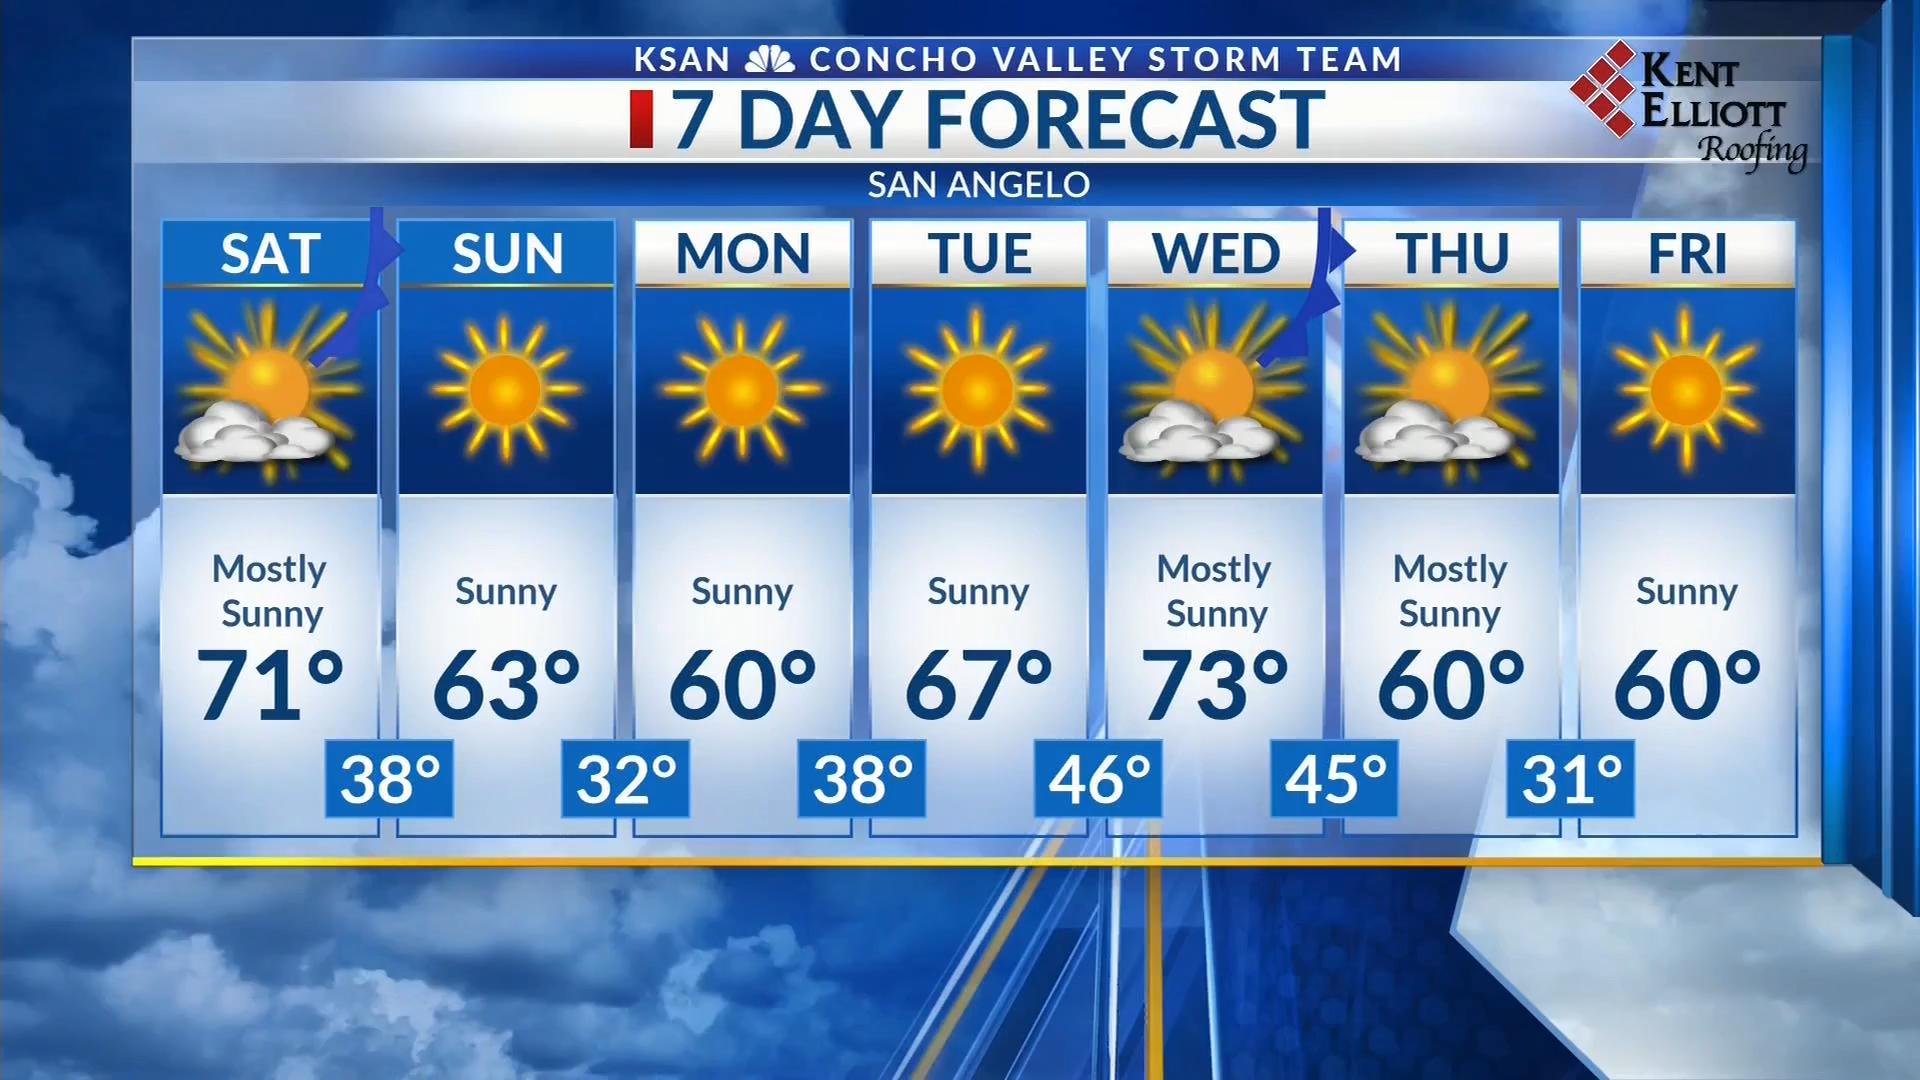 KSAN CONCHO VALLEY STORM TEAM
7 DAY FORECAST
SAN ANGELO
KENT
ELLIOTT
Roofing
SAT SUN MON TUE WED THU FRI
Mostly Sunny Sunny Sunny Sunny Mostly Sunny Mostly Sunny Sunny
71° 63° 60° 67° 73° 60° 60°
38° 32° 38° 46° 45° 31°